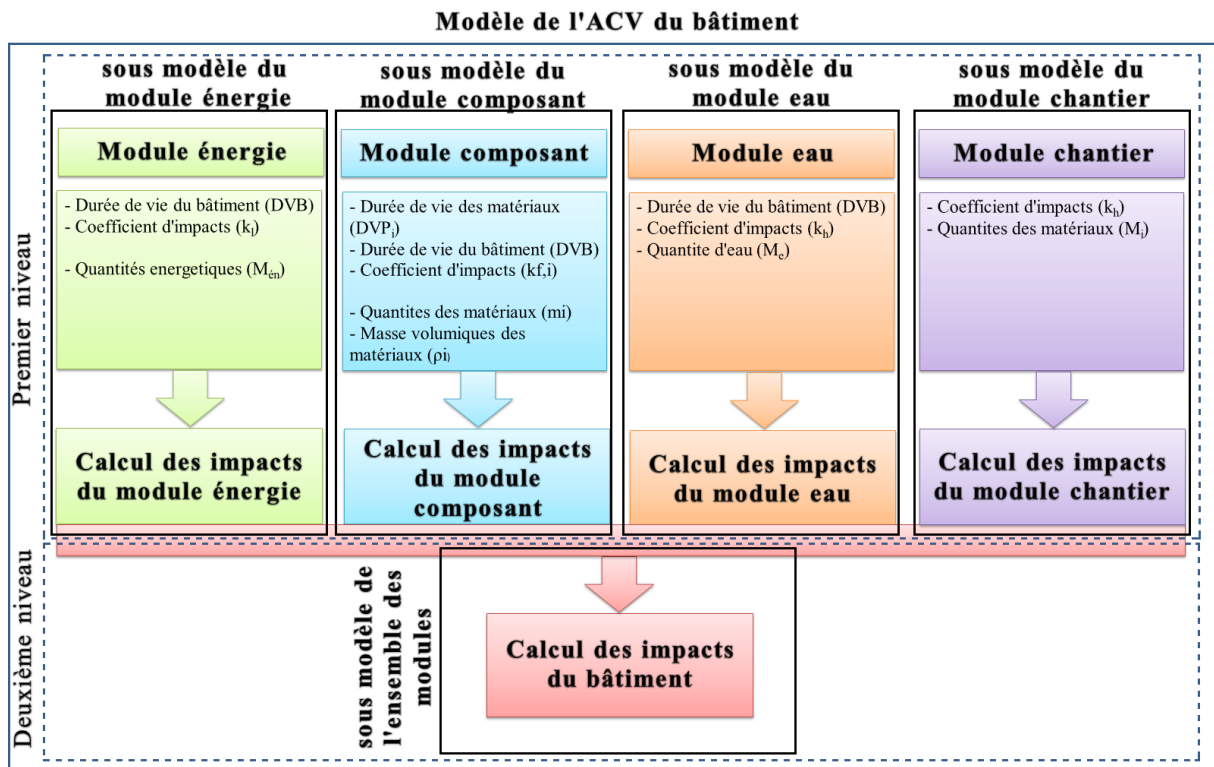 Modèle de l'ACV du bâtiment
Premier niveau
sous modèle du
module énergie
Module énergie
- Durée de vie du bâtiment (DVB)
- Coefficient d'impacts (kl)
- Quantités energetiques (Mén)
Calcul des impacts
du module énergie
sous modèle du
module composant
Module composant
- Durée de vie des matériaux
(DVPi)
- Durée de vie du bâtiment (DVB)
- Coefficient d'impacts (kf,i)
- Quantites des matériaux (mi)
- Masse volumiques des
matériaux (ρi)
Calcul des impacts
du module
composant
sous modèle du
module eau
Module eau
- Durée de vie du bâtiment (DVB)
- Coefficient d'impacts (kh)
- Quantite d'eau (Me)
Calcul des impacts
du module eau
sous modèle du
module chantier
Module chantier
- Coefficient d'impacts (kh)
- Quantites des matériaux (Mi)
Calcul des impacts
du module chantier
Deuxième niveau
sous modèle de
l'ensemble des
modules
Calcul des impacts
du bâtiment